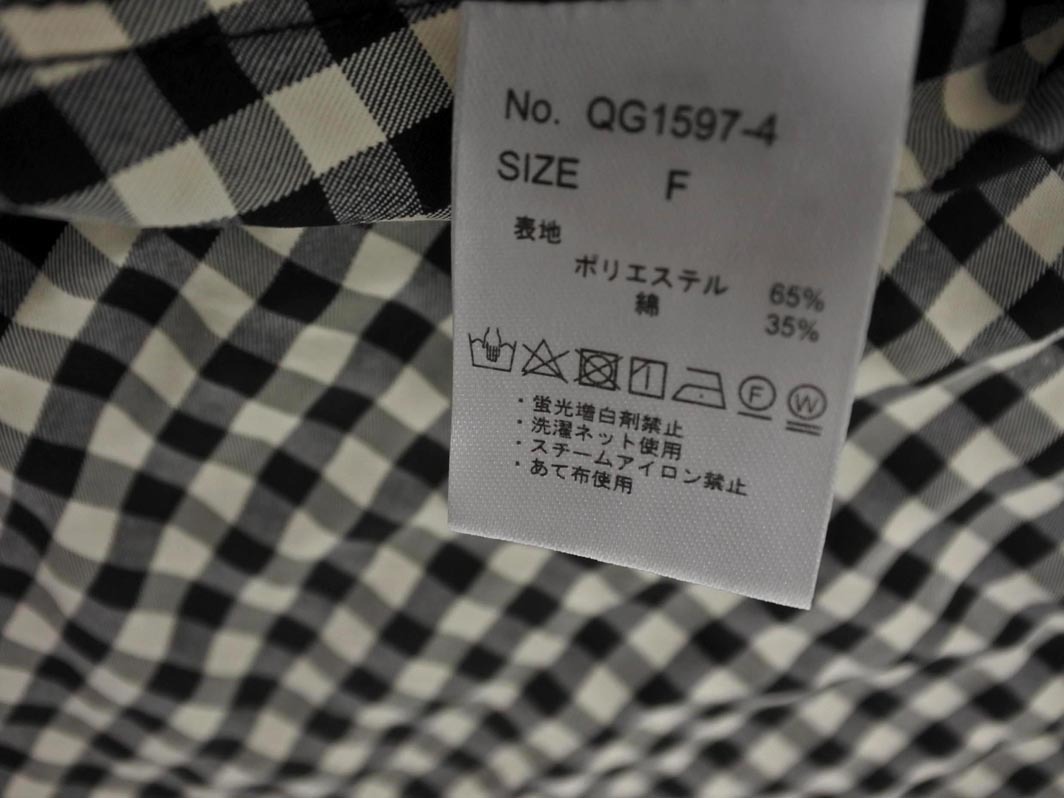 No. QG1597-4
SIZE F
表地
ポリエステル 65%
綿 35%
F W
・蛍光増白剤禁止
・洗濯ネット使用
・スチームアイロン禁止
・あて布使用